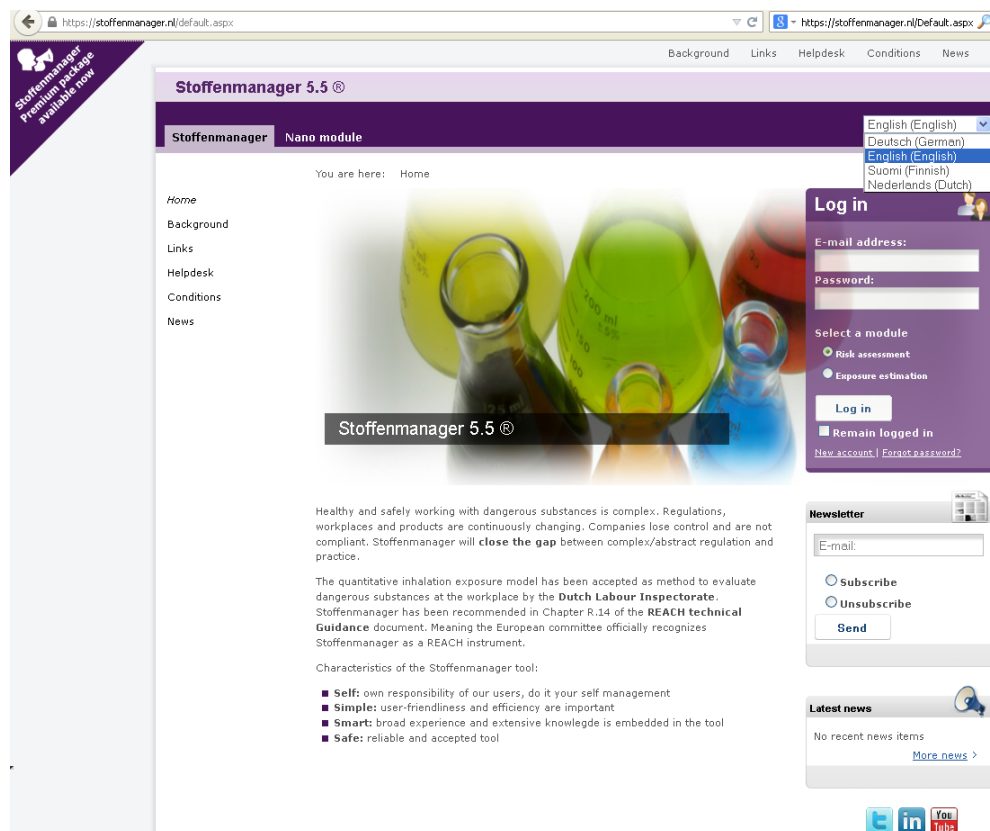 https://stoffenmanager.nl/default.aspx
https://stoffenmanager.nl/Default.aspx
Stoffenmanager
Premium package
available now
Background Links Helpdesk Conditions News
Stoffenmanager 5.5 ®
Stoffenmanager Nano module
English (English)
Deutsch (German)
English (English)
Suomi (Finnish)
Nederlands (Dutch)
You are here: Home
Home
Background
Links
Helpdesk
Conditions
News
200 ml
±5%
150
100
125 ml
Stoffenmanager 5.5 ®
Log in
E-mail address:
Password:
Select a module
Risk assessment
Exposure estimation
Log in
Remain logged in
New account | Forgot password?
Healthy and safely working with dangerous substances is complex. Regulations,
workplaces and products are continuously changing. Companies lose control and are not
compliant. Stoffenmanager will close the gap between complex/abstract regulation and
practice.
The quantitative inhalation exposure model has been accepted as method to evaluate
dangerous substances at the workplace by the Dutch Labour Inspectorate.
Stoffenmanager has been recommended in Chapter R.14 of the REACH technical
Guidance document. Meaning the European committee officially recognizes
Stoffenmanager as a REACH instrument.
Characteristics of the Stoffenmanager tool:
Self: own responsibility of our users, do it your self management
Simple: user-friendliness and efficiency are important
Smart: broad experience and extensive knowlegde is embedded in the tool
Safe: reliable and accepted tool
Newsletter
E-mail:
Subscribe
Unsubscribe
Send
Latest news
No recent news items
More news >
You
Tube